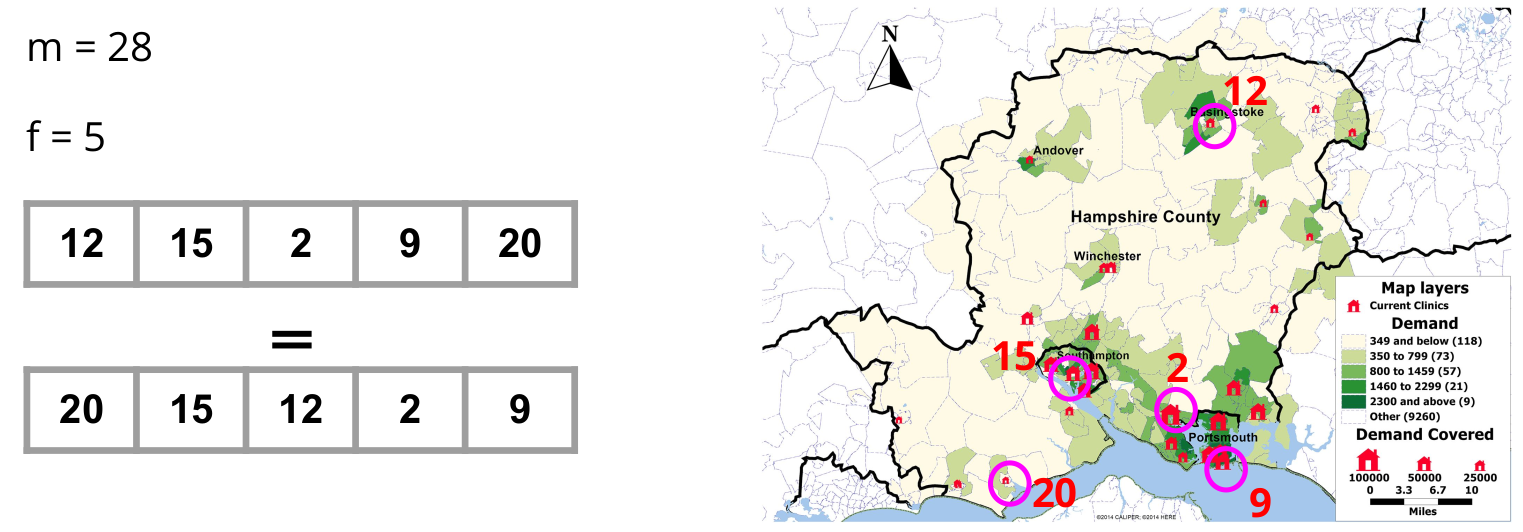 m = 28
f = 5
12 15 2 9 20
=
20 15 12 2 9
N
12
Basingstoke
Andover
Hampshire County
Winchester
15
Southampton
2
Portsmouth
20
9
©2014 CALIPER; ©2014 HERE
Map layers
Current Clinics
Demand
349 and below (118)
350 to 799 (73)
800 to 1459 (57)
1460 to 2299 (21)
2300 and above (9)
Other (9260)
Demand Covered
100000 50000 25000
0 3.3 6.7 10
Miles